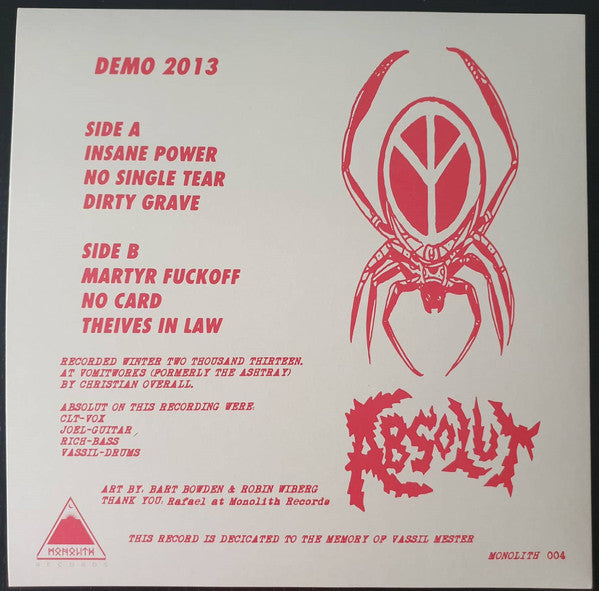 DEMO 2013
SIDE A
INSANE POWER
NO SINGLE TEAR
DIRTY GRAVE
SIDE B
MARTYR FUCKOFF
NO CARD
THEIVES IN LAW
RECORDED WINTER TWO THOUSAND THIRTEEN.
AT VOMITWORKS (FORMERLY THE ASHTRAY)
BY CHRISTIAN OVERALL.
ABSOLUT ON THIS RECORDING WERE:
CLT-VOX
JOEL-GUITAR,
RICH-BASS
VASSIL-DRUMS
ABSOLUT
ART BY, BART BOWDEN & ROBIN WIBERG
THANK YOU: Rafael at Monolith Records
MONOLITH
RECORDS
THIS RECORD IS DECICATED TO THE MEMORY OF VASSIL MESTER
MONOLITH 004